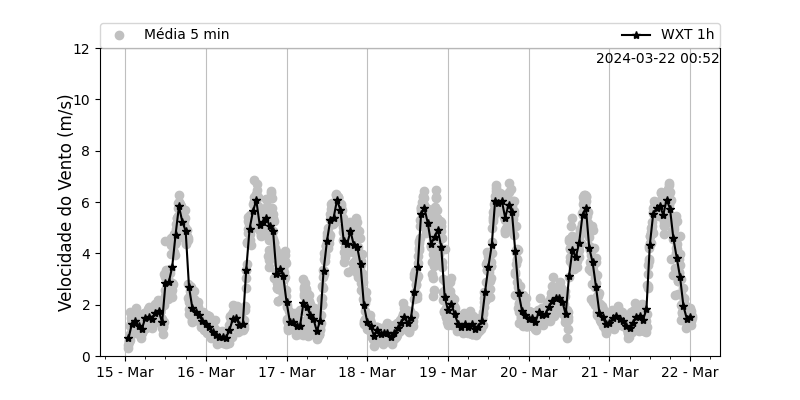 Média 5 min
WXT 1h
2024-03-22 00:52
Velocidade do Vento (m/s)
12
10
8
6
4
2
0
15 - Mar
16 - Mar
17 - Mar
18 - Mar
19 - Mar
20 - Mar
21 - Mar
22 - Mar